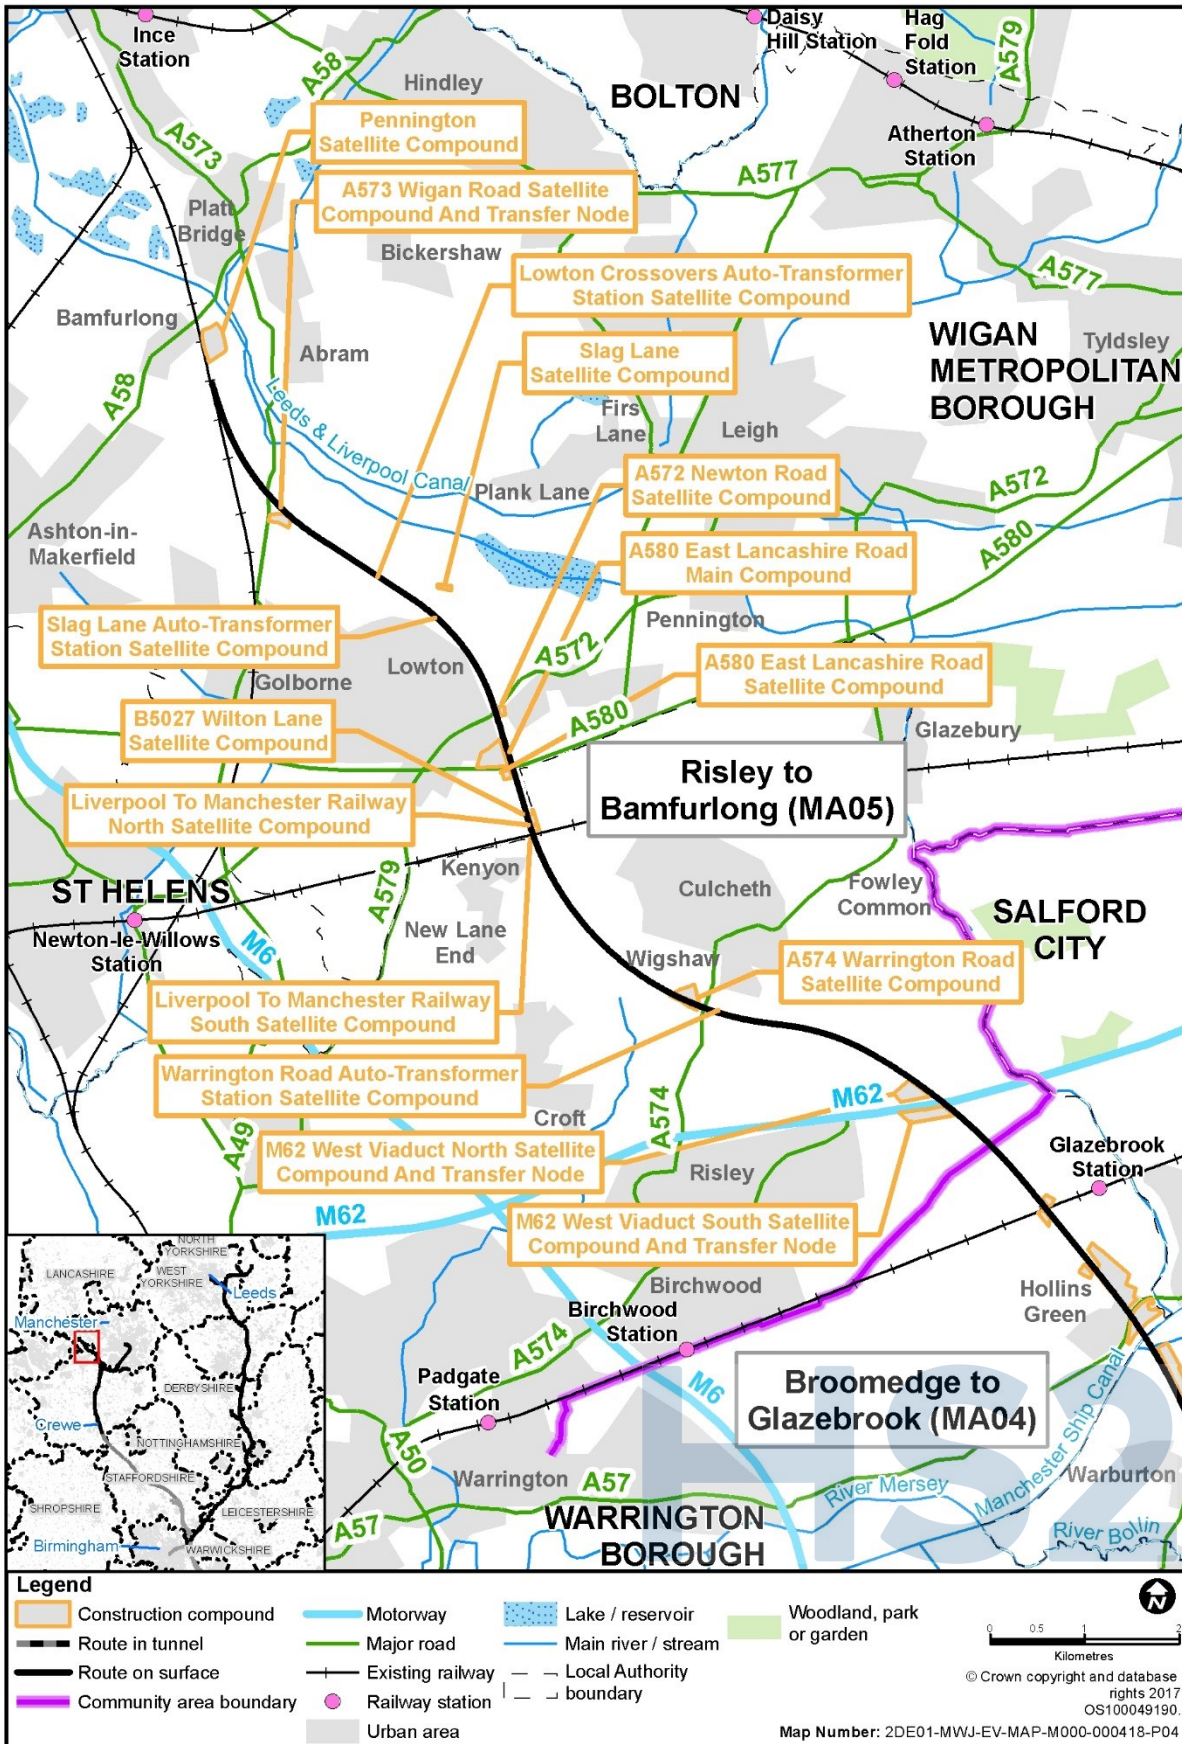 Ince
Station
Daisy
Hill Station
Hag
Fold
Station
A579
A58
Hindley
BOLTON
Atherton
Station
Pennington
Satellite Compound
A573
A577
A573 Wigan Road Satellite
Compound And Transfer Node
Platt
Bridge
Bickershaw
A577
Lowton Crossovers Auto-Transformer
Station Satellite Compound
Bamfurlong
Abram
WIGAN
METROPOLITAN
BOROUGH
Tyldsley
Slag Lane
Satellite Compound
A58
Leeds & Liverpool Canal
Firs
Lane
Leigh
A572 Newton Road
Satellite Compound
Plank Lane
A572
Ashton-in-
Makerfield
A580
A580 East Lancashire Road
Main Compound
Slag Lane Auto-Transformer
Station Satellite Compound
Pennington
A572
Lowton
Golborne
A580 East Lancashire Road
Satellite Compound
B5027 Wilton Lane
Satellite Compound
A580
Glazebury
Risley to
Bamfurlong (MA05)
Liverpool To Manchester Railway
North Satellite Compound
Kenyon
A579
Culcheth
Fowley
Common
ST HELENS
Newton-le-Willows
Station
M6
New Lane
End
SALFORD
CITY
Wigshaw
A574 Warrington Road
Satellite Compound
Liverpool To Manchester Railway
South Satellite Compound
Warrington Road Auto-Transformer
Station Satellite Compound
M62
A574
Croft
A49
M62 West Viaduct North Satellite
Compound And Transfer Node
Risley
Glazebrook
Station
M62
M62 West Viaduct South Satellite
Compound And Transfer Node
Birchwood
Hollins
Green
Birchwood
Station
A574
Padgate
Station
M6
Broomedge to
Glazebrook (MA04)
Manchester Ship Canal
A50
Warrington
A57
River Mersey
Warburton
A57
WARRINGTON
BOROUGH
River Bollin
HS2
NORTH
YORKSHIRE
LANCASHIRE
WEST
YORKSHIRE
Leeds
Manchester
DERBYSHIRE
Crewe
NOTTINGHAMSHIRE
STAFFORDSHIRE
SHROPSHIRE
LEICESTERSHIRE
Birmingham
WARWICKSHIRE
Legend
Construction compound
Route in tunnel
Route on surface
Community area boundary
Motorway
Major road
Existing railway
Railway station
Urban area
Lake / reservoir
Main river / stream
Local Authority
boundary
Woodland, park
or garden
N
0 0.5 1 2
Kilometres
© Crown copyright and database
rights 2017
OS100049190.
Map Number: 2DE01-MWJ-EV-MAP-M000-000418-P04